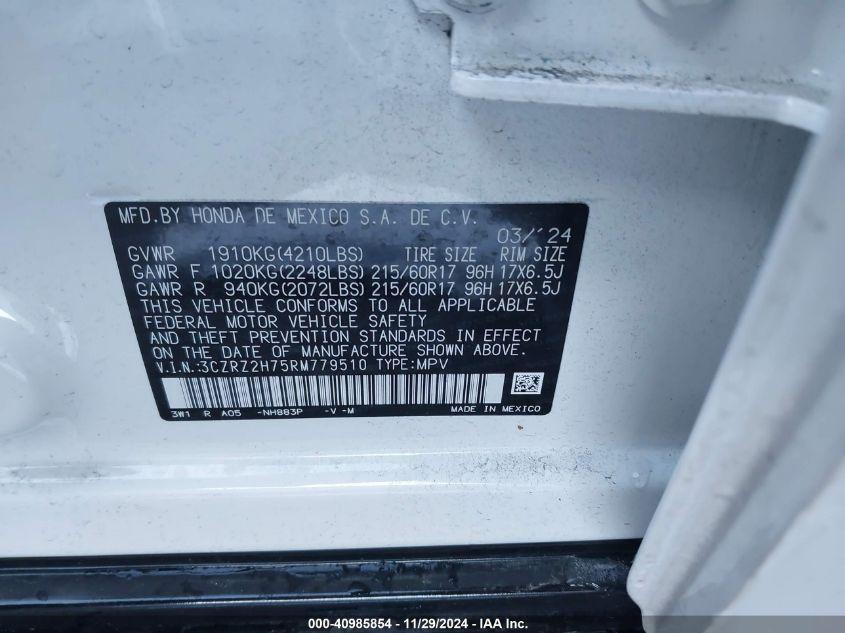 MFD.BY HONDA DE MEXICO S.A. DE C.V.
03/'24
GVWR 1910KG(4210LBS) TIRE SIZE RIM SIZE
GAWR F 1020KG(2248LBS) 215/60R17 96H 17X6.5J
GAWR R 940KG(2072LBS) 215/60R17 96H 17X6.5J
THIS VEHICLE CONFORMS TO ALL APPLICABLE
FEDERAL MOTOR VEHICLE SAFETY
AND THEFT PREVENTION STANDARDS IN EFFECT
ON THE DATE OF MANUFACTURE SHOWN ABOVE.
V.I.N.:3CZRZ2H75RM779510 TYPE:MPV
3W1 R A05 -NH883P -V -M MADE IN MEXICO
000-40985854 | 11/29/2024 | © IAA Inc.